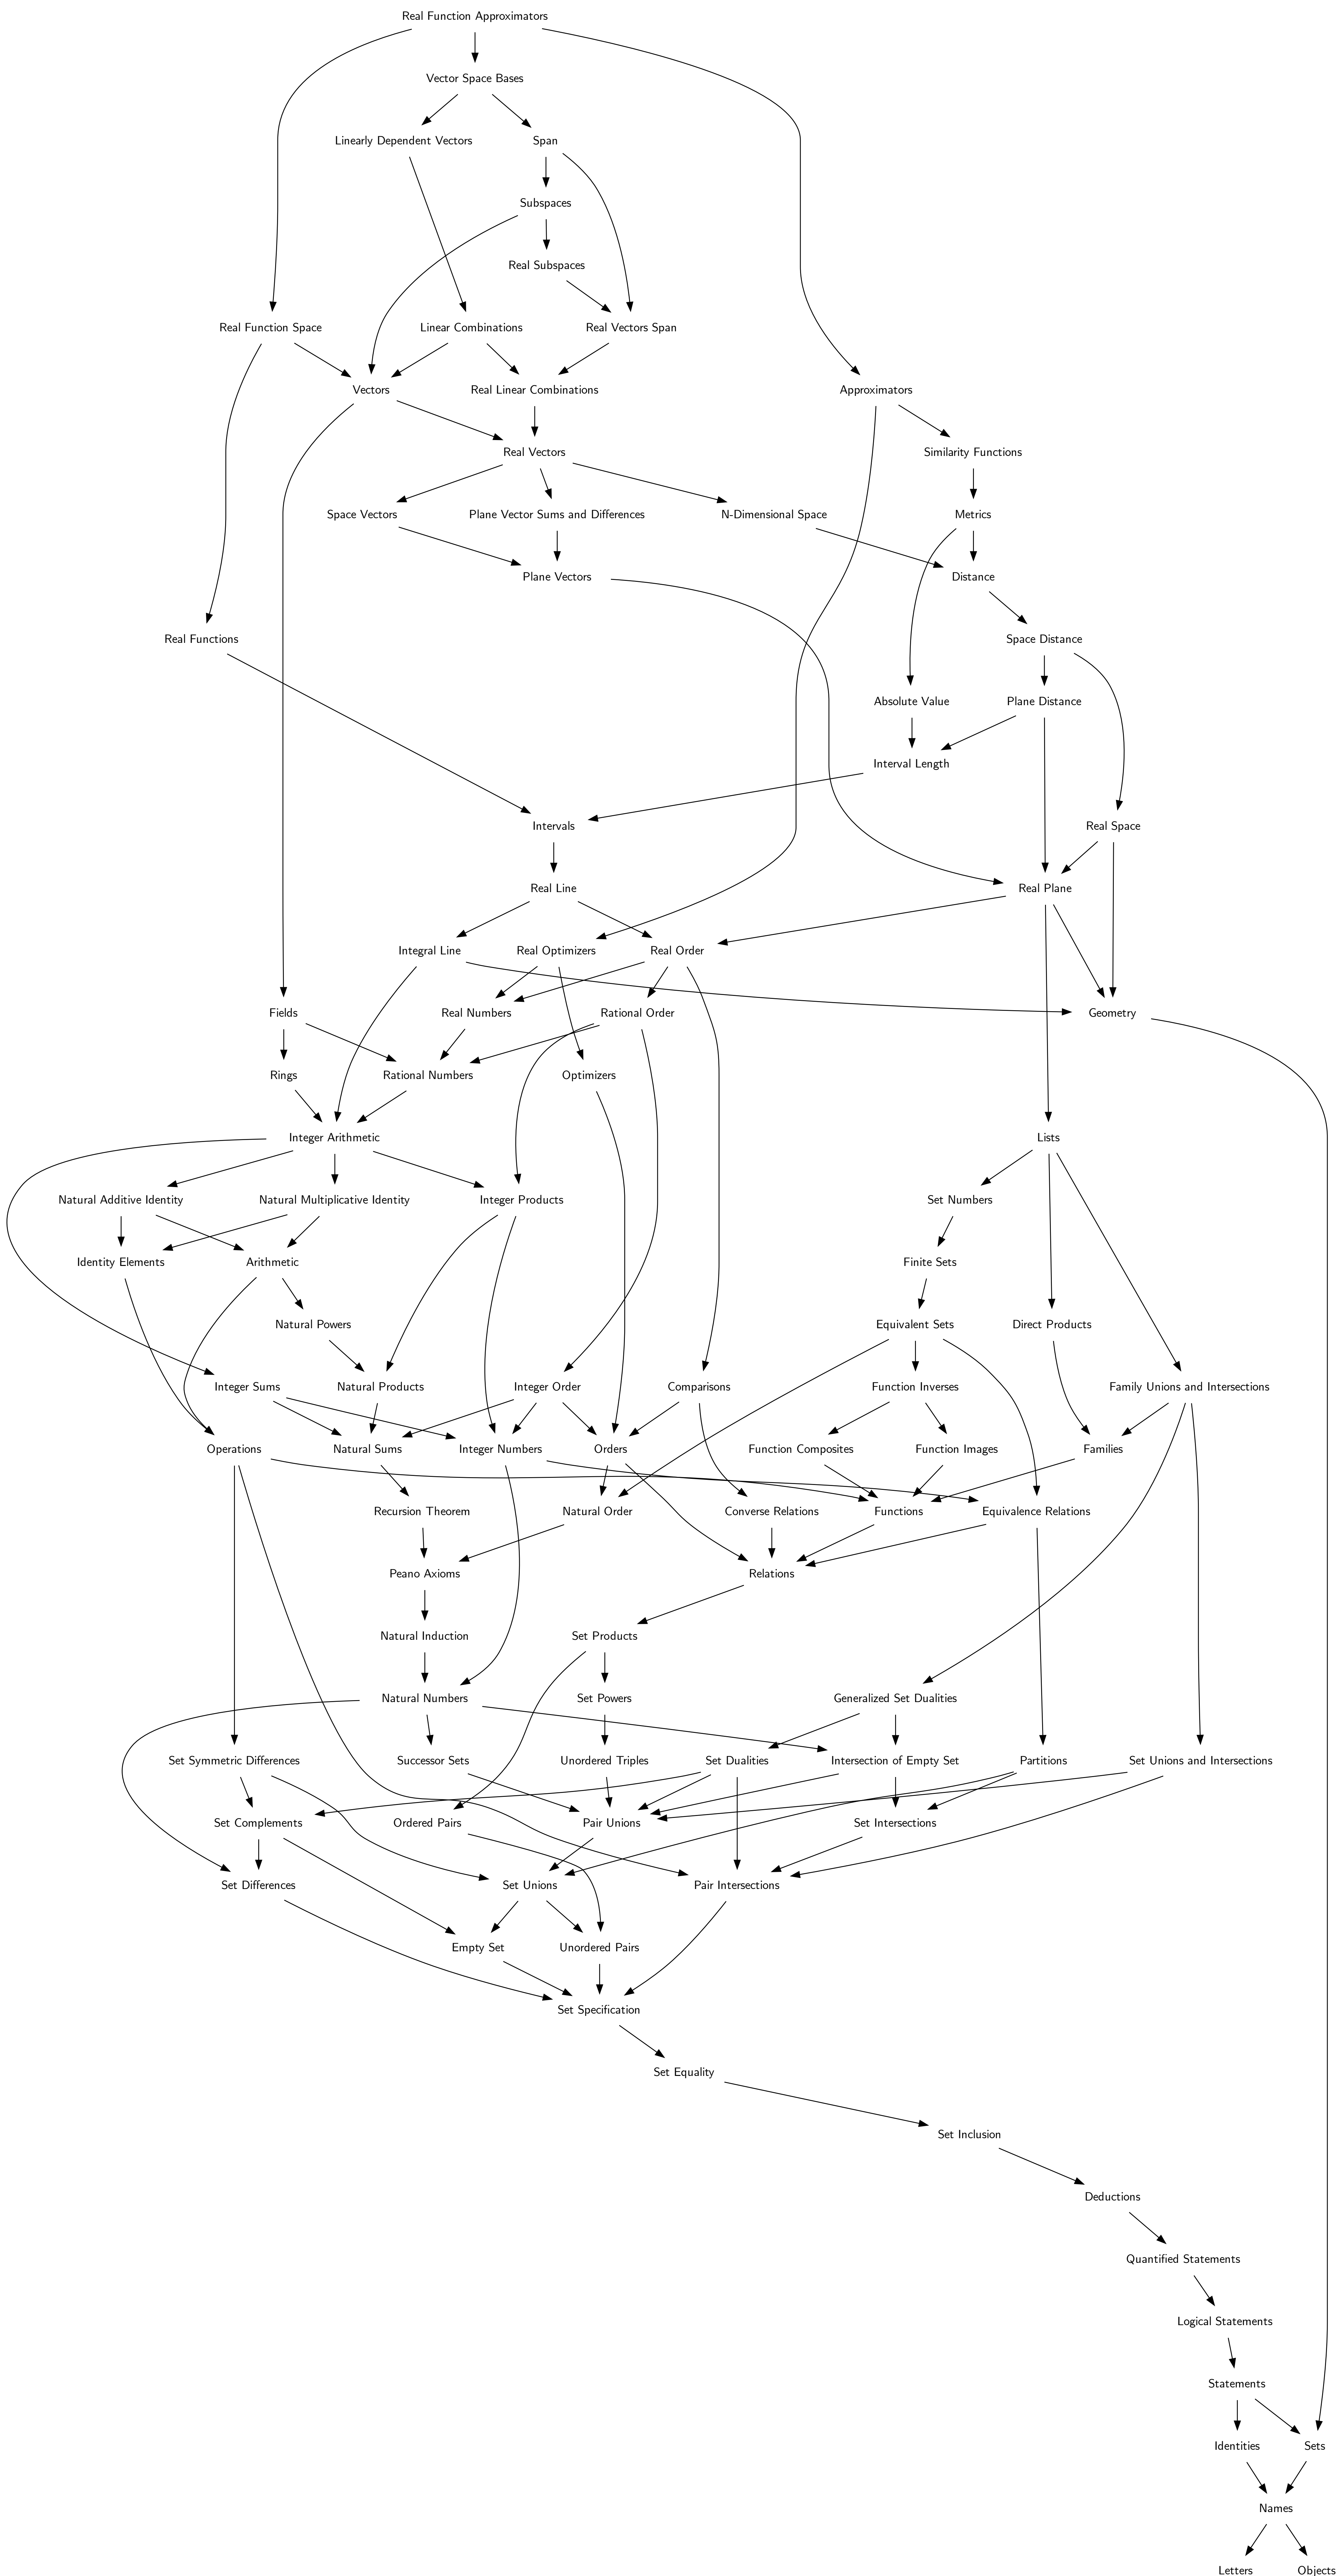 Real Function Approximators
Vector Space Bases
Linearly Dependent Vectors
Span
Subspaces
Real Subspaces
Real Function Space
Linear Combinations
Real Vectors Span
Vectors
Real Linear Combinations
Approximators
Real Vectors
Similarity Functions
Space Vectors
Plane Vector Sums and Differences
N-Dimensional Space
Metrics
Plane Vectors
Distance
Real Functions
Space Distance
Absolute Value
Plane Distance
Interval Length
Intervals
Real Space
Real Line
Real Plane
Integral Line
Real Optimizers
Real Order
Fields
Real Numbers
Rational Order
Geometry
Rings
Rational Numbers
Optimizers
Integer Arithmetic
Lists
Natural Additive Identity
Natural Multiplicative Identity
Integer Products
Set Numbers
Identity Elements
Arithmetic
Finite Sets
Natural Powers
Equivalent Sets
Direct Products
Integer Sums
Natural Products
Integer Order
Comparisons
Function Inverses
Family Unions and Intersections
Operations
Natural Sums
Integer Numbers
Orders
Function Composites
Function Images
Families
Recursion Theorem
Natural Order
Converse Relations
Functions
Equivalence Relations
Peano Axioms
Relations
Natural Induction
Set Products
Natural Numbers
Set Powers
Generalized Set Dualities
Set Symmetric Differences
Successor Sets
Unordered Triples
Set Dualities
Intersection of Empty Set
Partitions
Set Unions and Intersections
Set Complements
Ordered Pairs
Pair Unions
Set Intersections
Set Differences
Set Unions
Pair Intersections
Empty Set
Unordered Pairs
Set Specification
Set Equality
Set Inclusion
Deductions
Quantified Statements
Logical Statements
Statements
Identities
Sets
Names
Letters
Objects